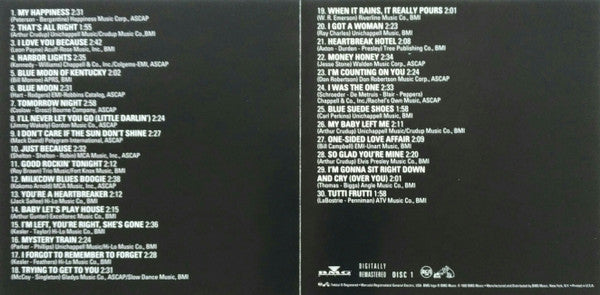 1. MY HAPPINESS 2:31
(Peterson - Bergantine) Happiness Music Corp., ASCAP
2. THAT'S ALL RIGHT 1:55
(Arthur Crudup) Unichappell Music/Crudup Music Co., BMI
3. I LOVE YOU BECAUSE 2:42
(Leon Payne) Acuff-Rose Music, Inc., BMI
4. HARBOR LIGHTS 2:35
(Kennedy - Williams) Chappell & Co., Inc./Colgems-EMI, ASCAP
5. BLUE MOON OF KENTUCKY 2:02
(Bill Monroe) APRS, BMI
6. BLUE MOON 2:31
(Hart - Rodgers) EMI-Robbins Catalog, ASCAP
7. TOMORROW NIGHT 2:58
(Coslow - Grosz) Bourne Company, ASCAP
8. I'LL NEVER LET YOU GO (LITTLE DARLIN') 2:24
(Jimmy Wakely) Gordon Music Co., ASCAP
9. I DON'T CARE IF THE SUN DON'T SHINE 2:27
(Mack David) Polygram International, ASCAP
10. JUST BECAUSE 2:32
(Shelton - Shelton - Robin) MCA Music, Inc., ASCAP
11. GOOD ROCKIN' TONIGHT 2:12
(Roy Brown) Trio Music/Fort Knox Music, BMI
12. MILKCOW BLUES BOOGIE 2:38
(Kokomo Arnold) MCA Music, Inc., ASCAP
13. YOU'RE A HEARTBREAKER 2:12
(Jack Sallee) Hi-Lo Music Co., BMI
14. BABY LET'S PLAY HOUSE 2:15
(Arthur Gunter) Excellorec Music Co., BMI
15. I'M LEFT, YOU'RE RIGHT, SHE'S GONE 2:36
(Kesler - Taylor) Hi-Lo Music Co., BMI
16. MYSTERY TRAIN 2:24
(Parker - Phillips) Unichappell Music/Hi-Lo Music Co., BMI
17. I FORGOT TO REMEMBER TO FORGET 2:28
(Kesler - Feathers) Hi-Lo Music Co., BMI
18. TRYING TO GET TO YOU 2:31
(McCoy - Singleton) Gladys Music Co., ASCAP/Slow Dance Music, BMI
19. WHEN IT RAINS, IT REALLY POURS 2:01
(W. R. Emerson) Riverline Music Co., BMI
20. I GOT A WOMAN 2:23
(Ray Charles) Unichappell Music, BMI
21. HEARTBREAK HOTEL 2:08
(Axton - Durden - Presley) Tree Publishing Co., BMI
22. MONEY HONEY 2:34
(Jesse Stone) Walden Music Corp., ASCAP
23. I'M COUNTING ON YOU 2:24
(Don Robertson) Don Robertson Music Corp., ASCAP
24. I WAS THE ONE 2:33
(Schroeder - De Metruis - Blair - Peppers)
Chappell & Co., Inc./Rachel's Own Music, ASCAP
25. BLUE SUEDE SHOES 1:58
(Carl Perkins) Unichappell Music, BMI
26. MY BABY LEFT ME 2:11
(Arthur Crudup) Unichappell Music/Crudup Music Co., BMI
27. ONE-SIDED LOVE AFFAIR 2:09
(Bill Campbell) EMI-Unart Music, BMI
28. SO GLAD YOU'RE MINE 2:20
(Arthur Crudup) Elvis Presley Music Co., BMI
29. I'M GONNA SIT RIGHT DOWN
AND CRY (OVER YOU) 2:01
(Thomas - Biggs) Anglo Music Co., BMI
30. TUTTI FRUTTI 1:58
(LaBostrie - Penniman) ATV Music Co., BMI
BMG
DIGITALLY
REMASTERED
DISC 1
RCA